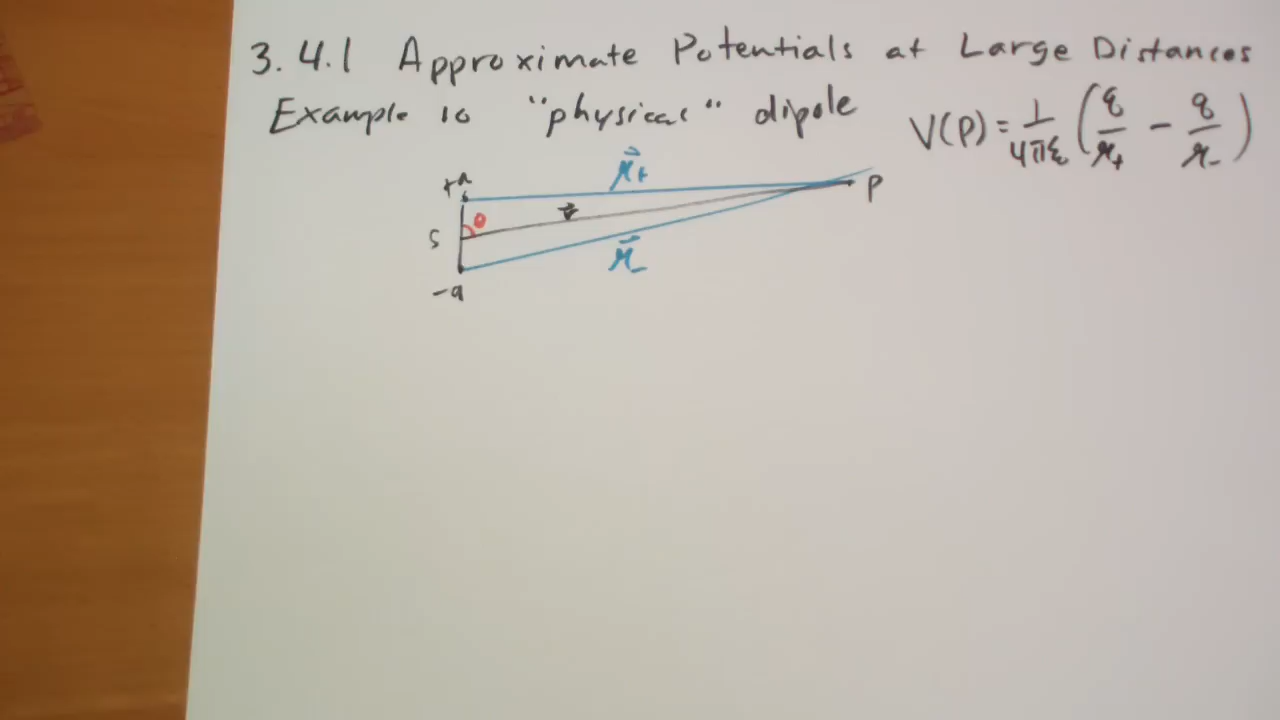 3.4.1 Approximate Potentials at Large Distances
Example 10 "physical" dipole
V(P) = 1/4πε₀ (q/𝓇₊ − q/𝓇₋)
+q
𝓇₊
P
θ
r
s
𝓇₋
−q